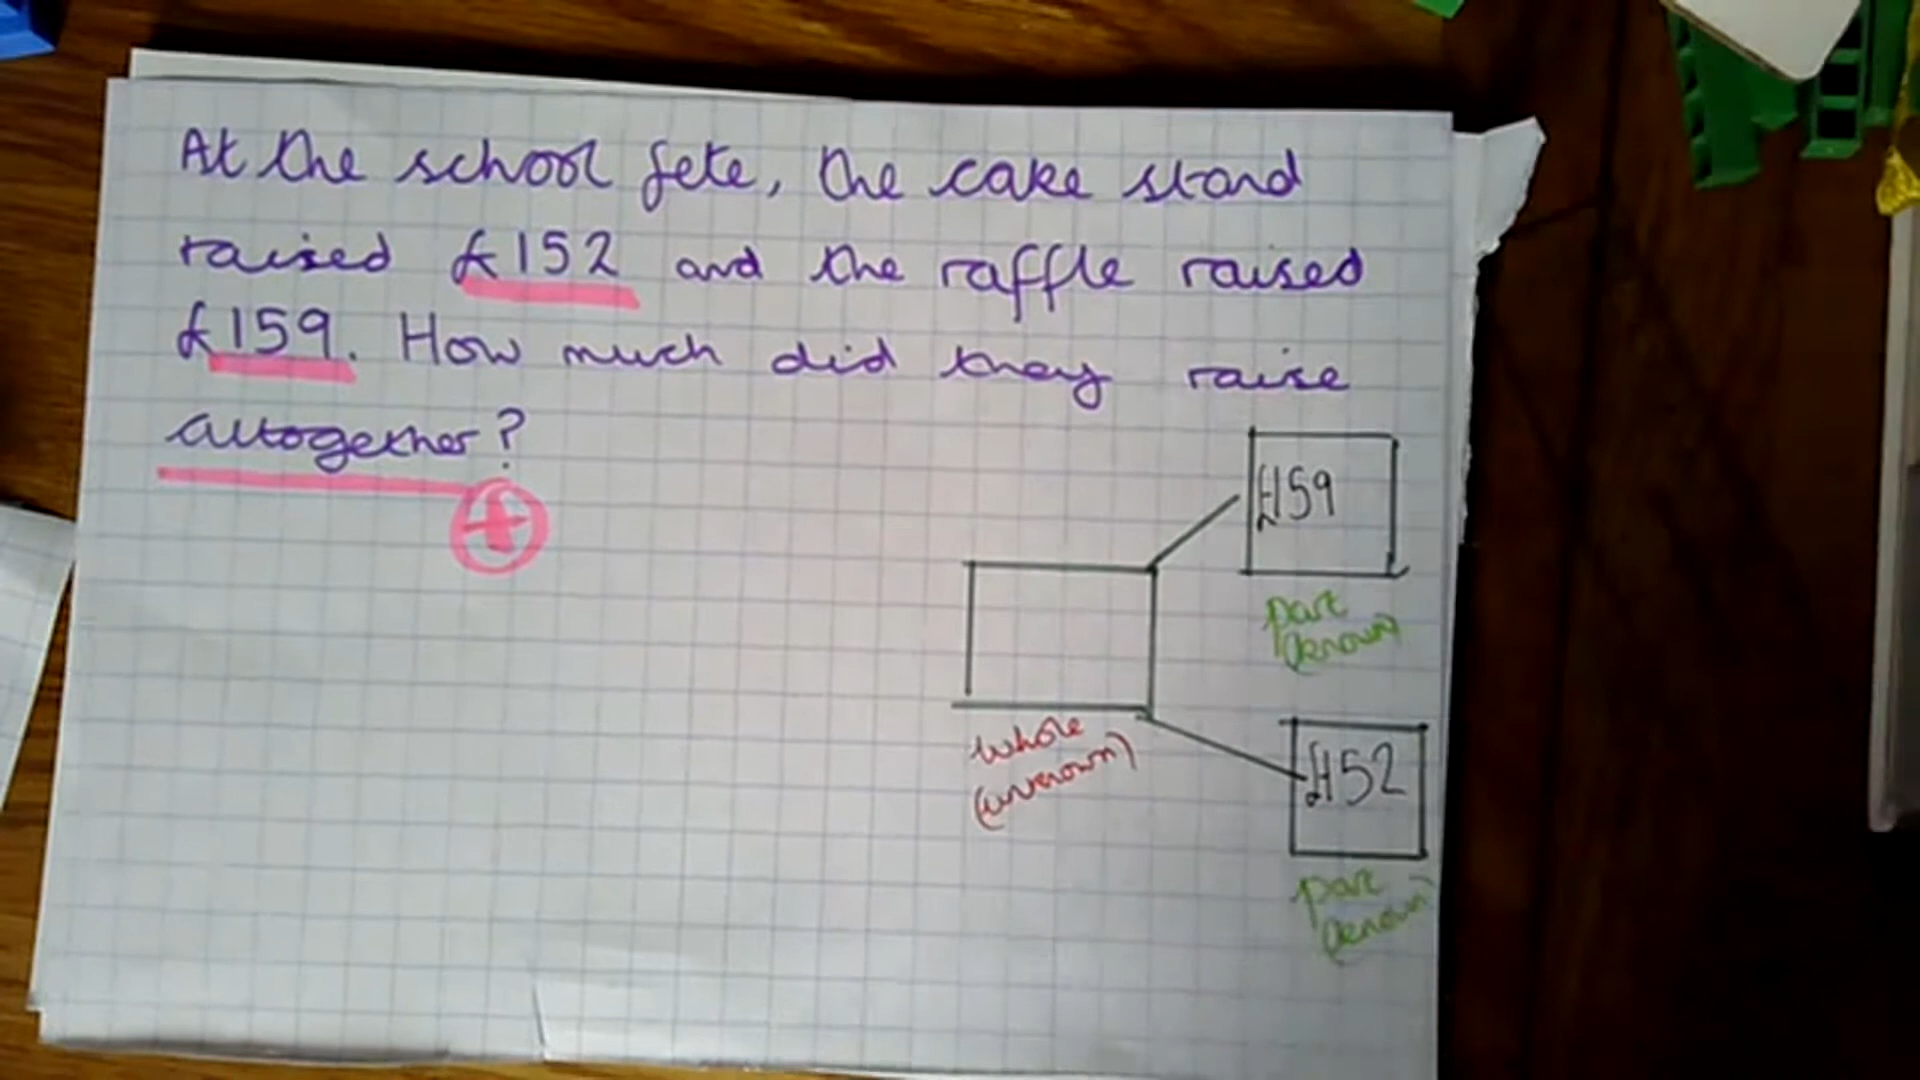 At the school fete, the cake stand
raised £152 and the raffle raised
£159. How much did they raise
altogether?
+
£159
part
(known)
whole
(unknown)
£152
part
(known)